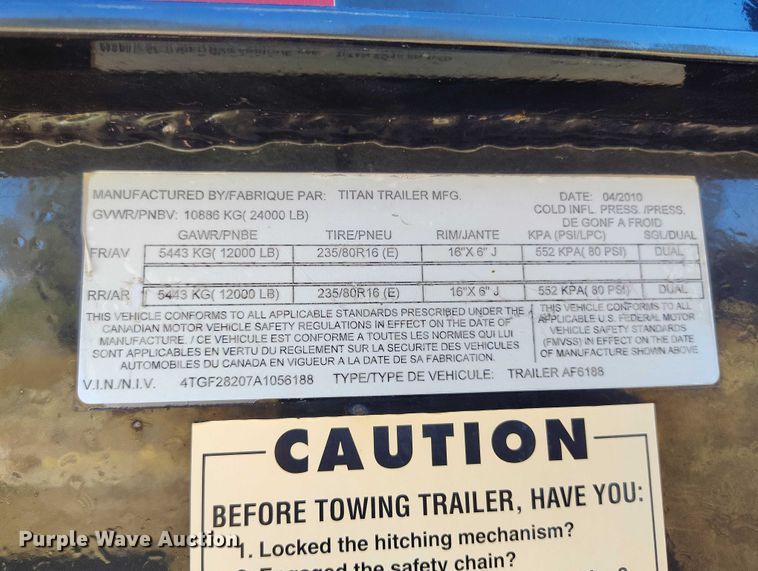 MANUFACTURED BY/FABRIQUE PAR: TITAN TRAILER MFG. DATE: 04/2010
GVWR/PNBV: 10886 KG( 24000 LB) COLD INFL. PRESS. /PRESS.
DE GONF A FROID
GAWR/PNBE TIRE/PNEU RIM/JANTE KPA (PSI/LPC) SGL/DUAL
FR/AV 5443 KG( 12000 LB) 235/80R16 (E) 16"X 6" J 552 KPA( 80 PSI) DUAL
RR/AR 5443 KG( 12000 LB) 235/80R16 (E) 16"X 6" J 552 KPA( 80 PSI) DUAL
THIS VEHICLE CONFORMS TO ALL APPLICABLE STANDARDS PRESCRIBED UNDER THE
CANADIAN MOTOR VEHICLE SAFETY REGULATIONS IN EFFECT ON THE DATE OF
MANUFACTURE. / CE VEHICULE EST CONFORME A TOUTES LES NORMES QUI LUI
SONT APPLICABLES EN VERTU DU REGLEMENT SUR LA SECURITE DES VEHICULES
AUTOMOBILES DU CANADA EN VIGUEUR A LA DATE DE SA FABRICATION.
THIS VEHICLE CONFORMS TO ALL
APPLICABLE U.S. FEDERAL MOTOR
VEHICLE SAFETY STANDARDS
(FMVSS) IN EFFECT ON THE DATE
OF MANUFACTURE SHOWN ABOVE
V.I.N./N.I.V. 4TGF28207A1056188 TYPE/TYPE DE VEHICULE: TRAILER AF6188
CAUTION
BEFORE TOWING TRAILER, HAVE YOU:
1. Locked the hitching mechanism?
Engaged the safety chain?
Purple Wave Auction